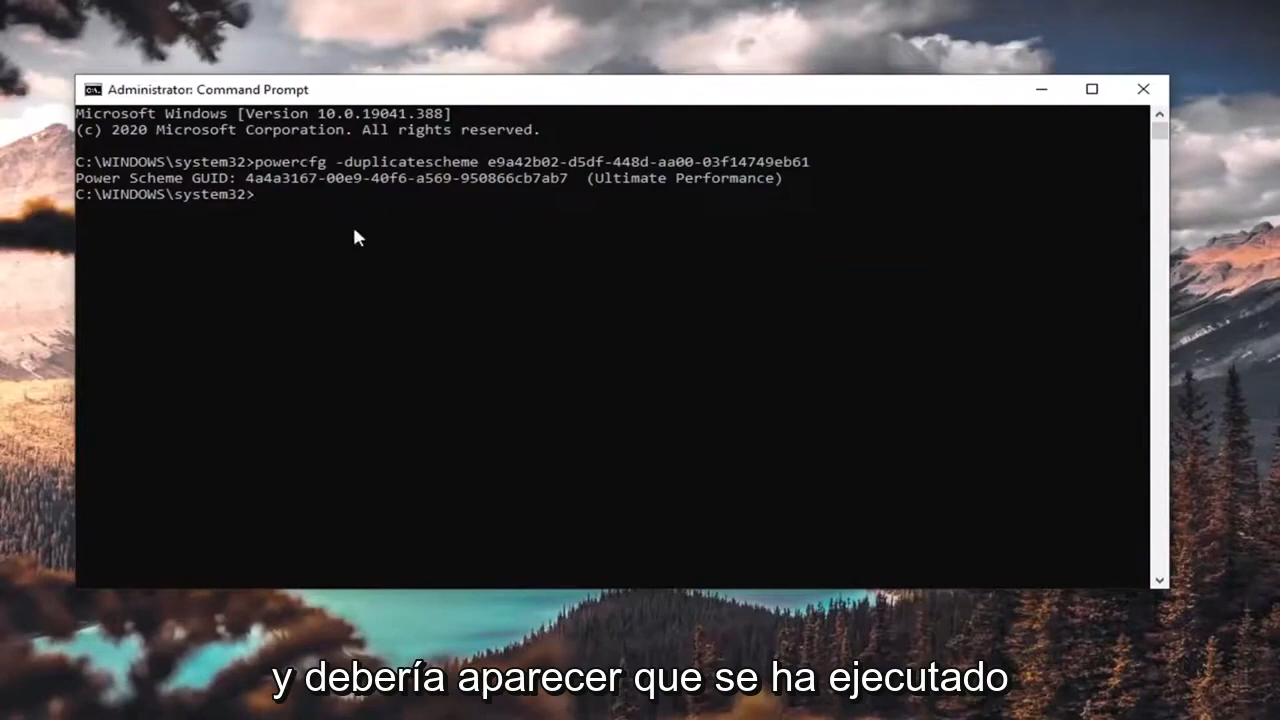 Administrator: Command Prompt
Microsoft Windows [Version 10.0.19041.388]
(c) 2020 Microsoft Corporation. All rights reserved.
C:\WINDOWS\system32>powercfg -duplicatescheme e9a42b02-d5df-448d-aa00-03f14749eb61
Power Scheme GUID: 4a4a3167-00e9-40f6-a569-950866cb7ab7  (Ultimate Performance)
C:\WINDOWS\system32>
y debería aparecer que se ha ejecutado